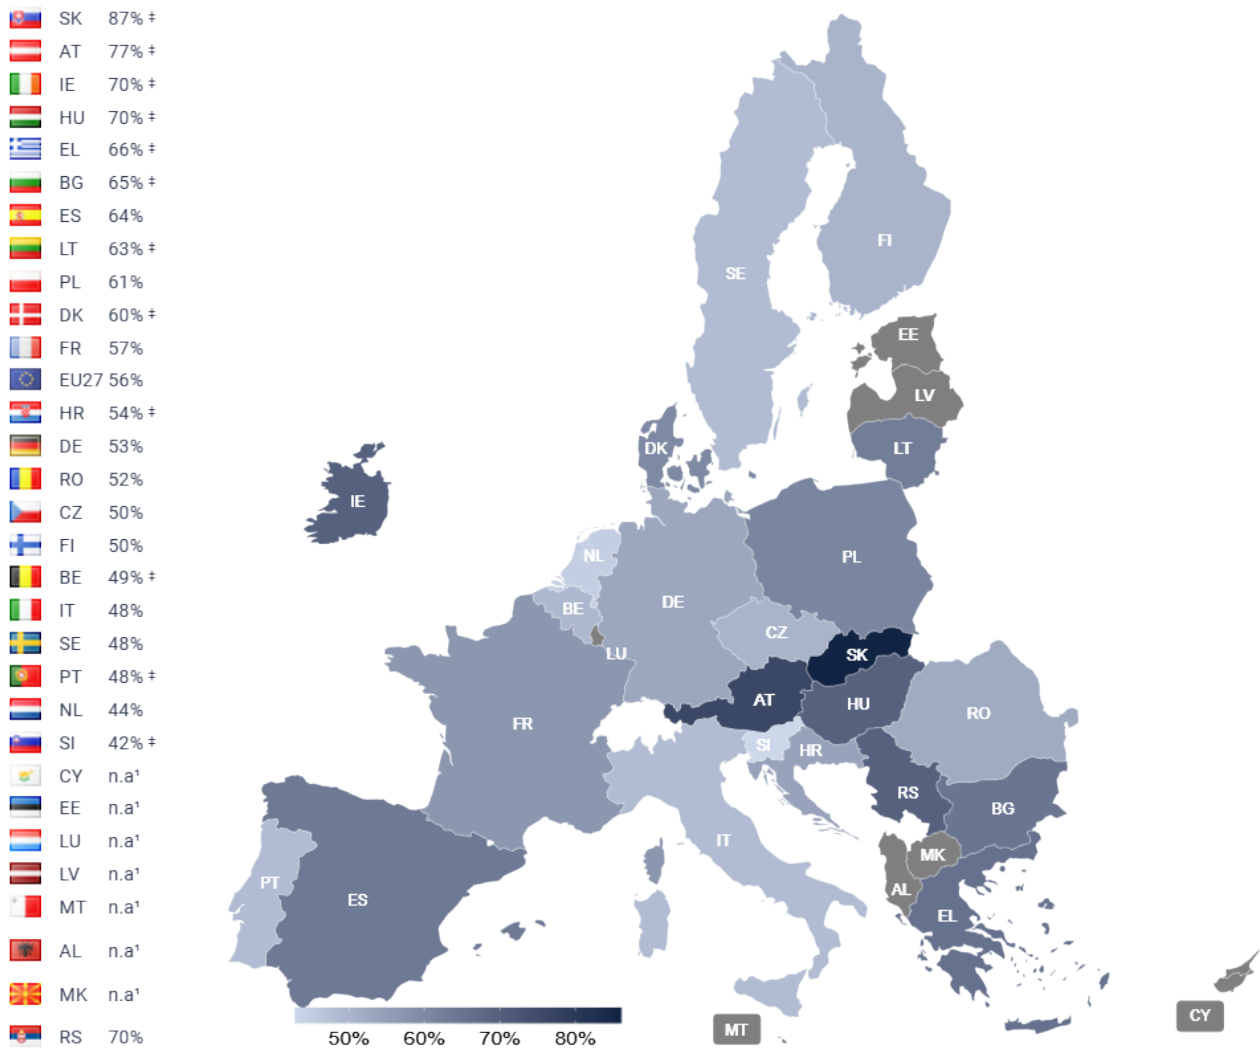 SK 87% ‡
AT 77% ‡
IE 70% ‡
HU 70% ‡
EL 66% ‡
BG 65% ‡
ES 64%
LT 63% ‡
PL 61%
DK 60% ‡
FR 57%
EU27 56%
HR 54% ‡
DE 53%
RO 52%
CZ 50%
FI 50%
BE 49% ‡
IT 48%
SE 48%
PT 48% ‡
NL 44%
SI 42% ‡
CY n.a¹
EE n.a¹
LU n.a¹
LV n.a¹
MT n.a¹
AL n.a¹
MK n.a¹
RS 70%
FI
SE
EE
LV
DK
LT
IE
NL
PL
DE
BE
CZ
LU
SK
AT
HU
RO
FR
SI
HR
RS
BG
IT
MK
PT
AL
ES
EL
CY
MT
50% 60% 70% 80%